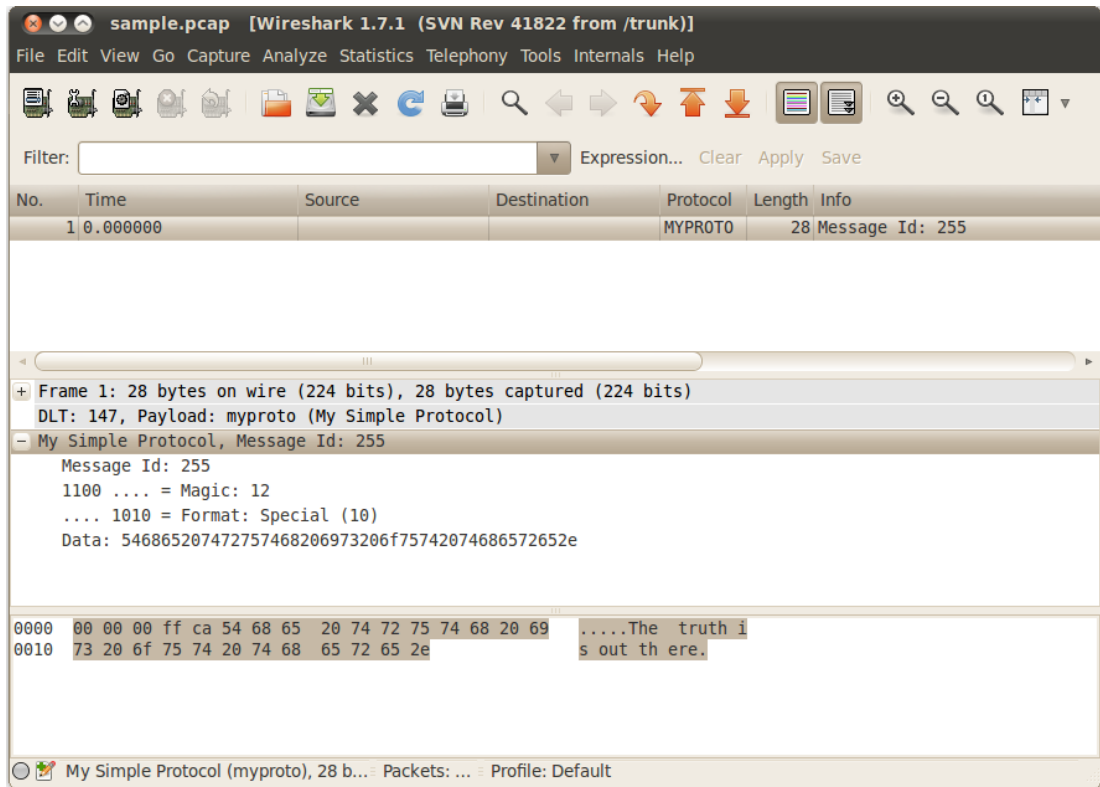 sample.pcap [Wireshark 1.7.1 (SVN Rev 41822 from /trunk)]
File Edit View Go Capture Analyze Statistics Telephony Tools Internals Help
Filter: Expression... Clear Apply Save
No. Time Source Destination Protocol Length Info
1 0.000000 MYPROTO 28 Message Id: 255
Frame 1: 28 bytes on wire (224 bits), 28 bytes captured (224 bits)
DLT: 147, Payload: myproto (My Simple Protocol)
My Simple Protocol, Message Id: 255
Message Id: 255
1100 .... = Magic: 12
.... 1010 = Format: Special (10)
Data: 546865207472757468206973206f75742074686572652e
0000 00 00 00 ff ca 54 68 65 20 74 72 75 74 68 20 69 .....The truth i
0010 73 20 6f 75 74 20 74 68 65 72 65 2e s out th ere.
My Simple Protocol (myproto), 28 b... Packets: ... Profile: Default